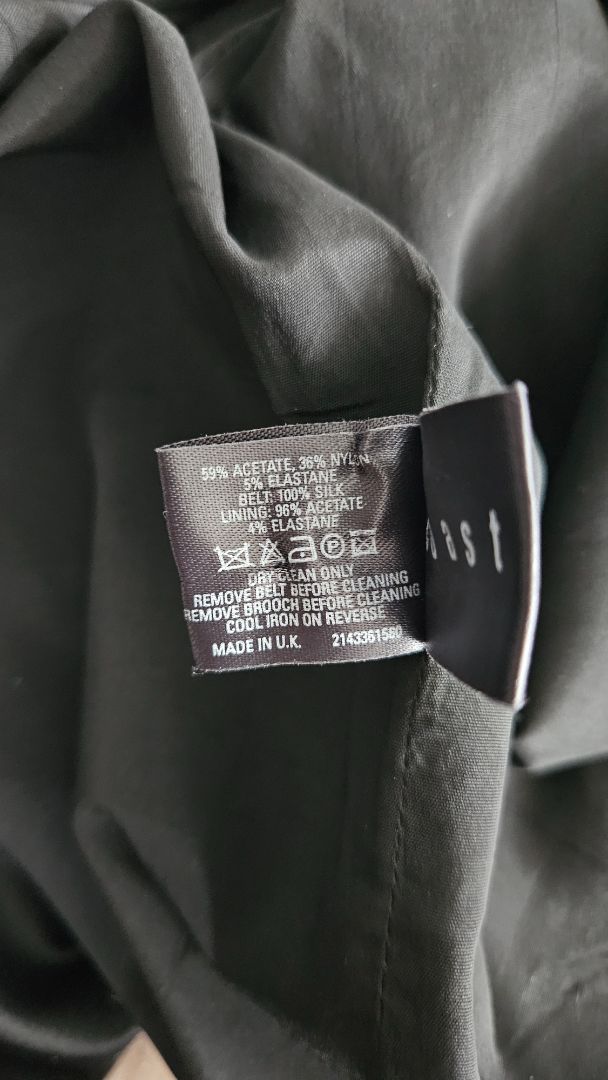 59% ACETATE, 36% NYLON
5% ELASTANE
BELT: 100% SILK
LINING: 96% ACETATE
4% ELASTANE
P
DRY CLEAN ONLY
REMOVE BELT BEFORE CLEANING
REMOVE BROOCH BEFORE CLEANING
COOL IRON ON REVERSE
MADE IN U.K. 2143361580
ast